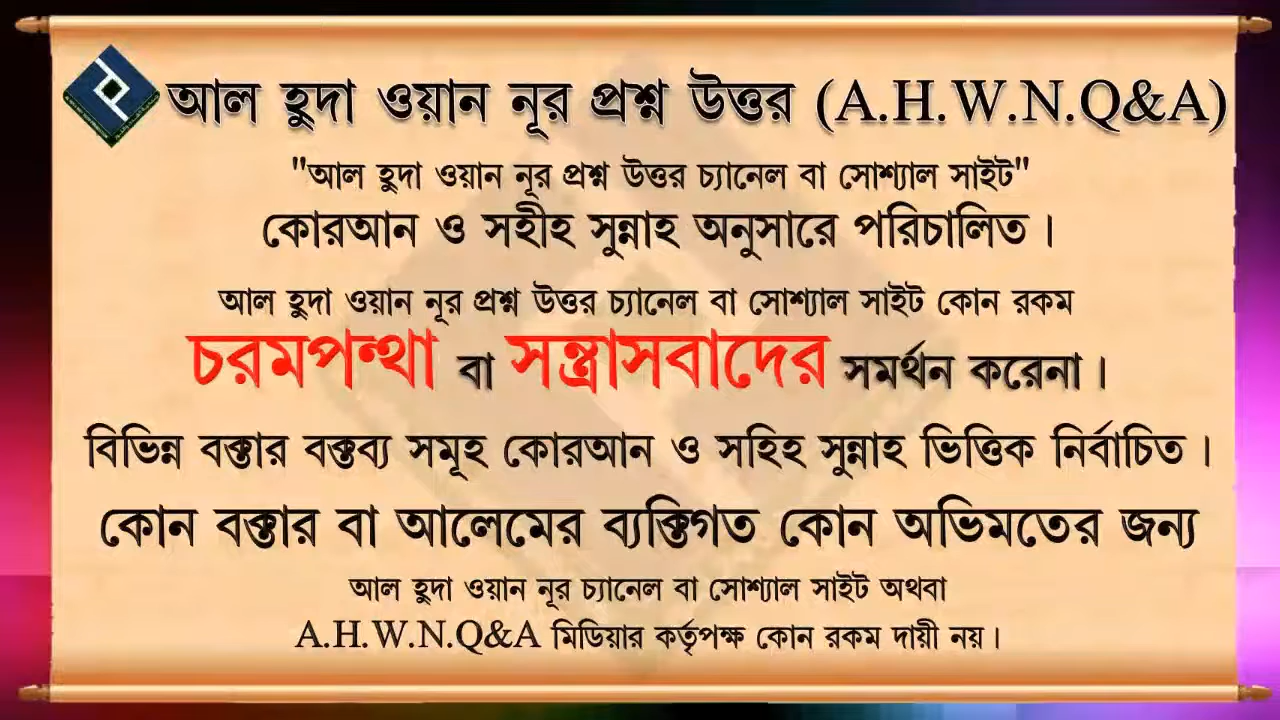 আল হুদা ওয়ান নূর প্রশ্ন উত্তর (A.H.W.N.Q&A)
"আল হুদা ওয়ান নূর প্রশ্ন উত্তর চ্যানেল বা সোশ্যাল সাইট"
কোরআন ও সহীহ সুন্নাহ অনুসারে পরিচালিত।
আল হুদা ওয়ান নূর প্রশ্ন উত্তর চ্যানেল বা সোশ্যাল সাইট কোন রকম
চরমপন্থা বা সন্ত্রাসবাদের সমর্থন করেনা।
বিভিন্ন বক্তার বক্তব্য সমূহ কোরআন ও সহিহ সুন্নাহ ভিত্তিক নির্বাচিত।
কোন বক্তার বা আলেমের ব্যক্তিগত কোন অভিমতের জন্য
আল হুদা ওয়ান নূর চ্যানেল বা সোশ্যাল সাইট অথবা
A.H.W.N.Q&A মিডিয়ার কর্তৃপক্ষ কোন রকম দায়ী নয়।